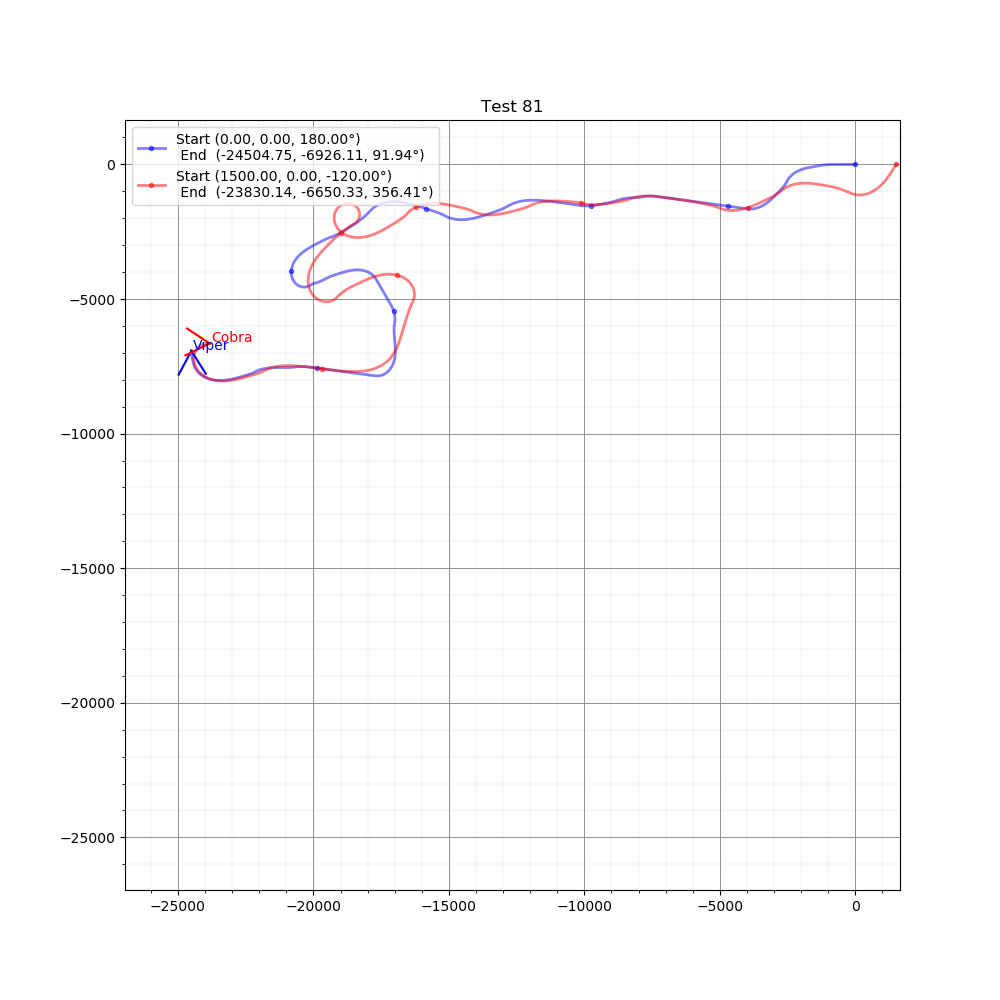 Test 81
Start (0.00, 0.00, 180.00°)
End (-24504.75, -6926.11, 91.94°)
Start (1500.00, 0.00, -120.00°)
End (-23830.14, -6650.33, 356.41°)
0
−5000
Cobra
Viper
−10000
−15000
−20000
−25000
−25000 −20000 −15000 −10000 −5000 0